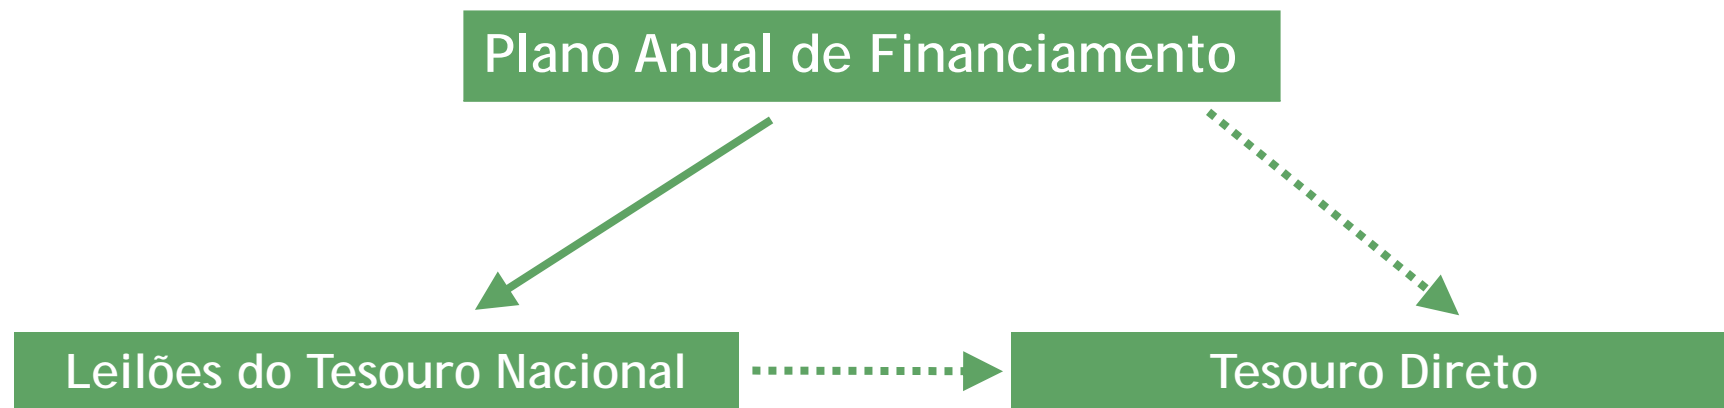 Plano Anual de Financiamento
Leilões do Tesouro Nacional
Tesouro Direto